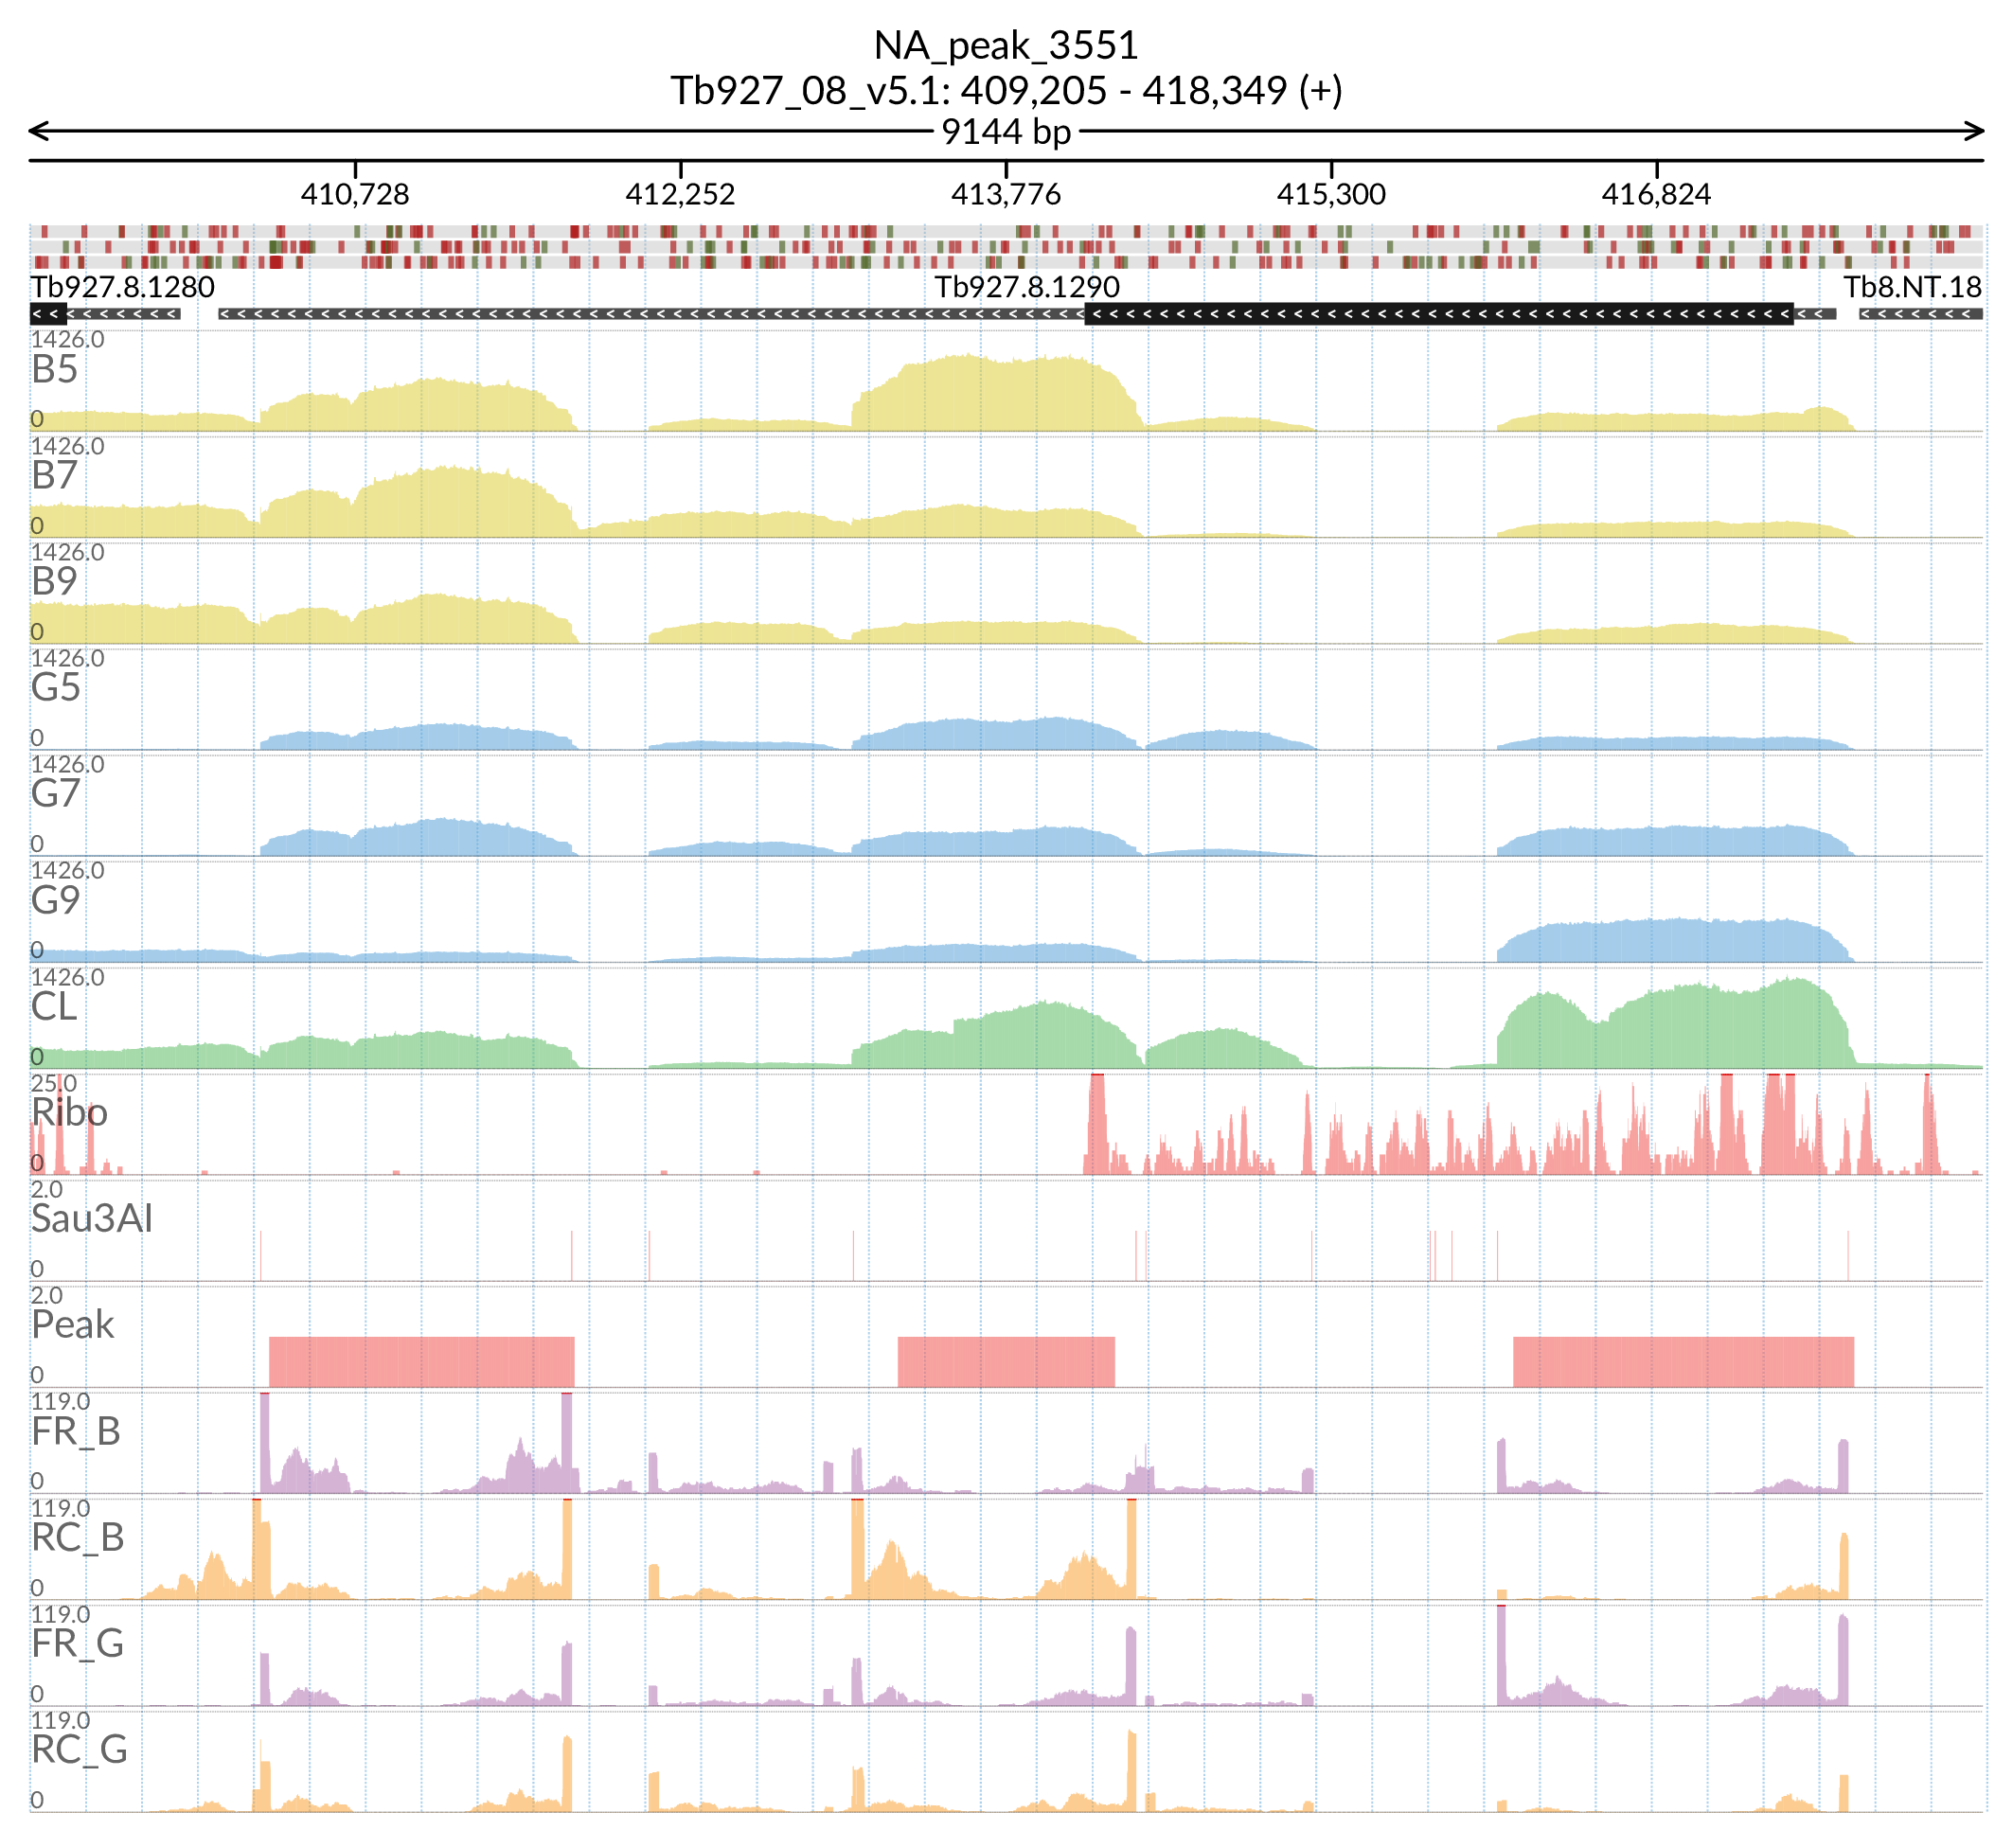 NA_peak_3551
Tb927_08_v5.1: 409,205 - 418,349 (+)
9144 bp
410,728 412,252 413,776 415,300 416,824
Tb927.8.1280 Tb927.8.1290 Tb8.NT.18
1426.0
B5
0
1426.0
B7
0
1426.0
B9
0
1426.0
G5
0
1426.0
G7
0
1426.0
G9
0
1426.0
CL
0
25.0
Ribo
0
2.0
Sau3AI
0
2.0
Peak
0
119.0
FR_B
0
119.0
RC_B
0
119.0
FR_G
0
119.0
RC_G
0